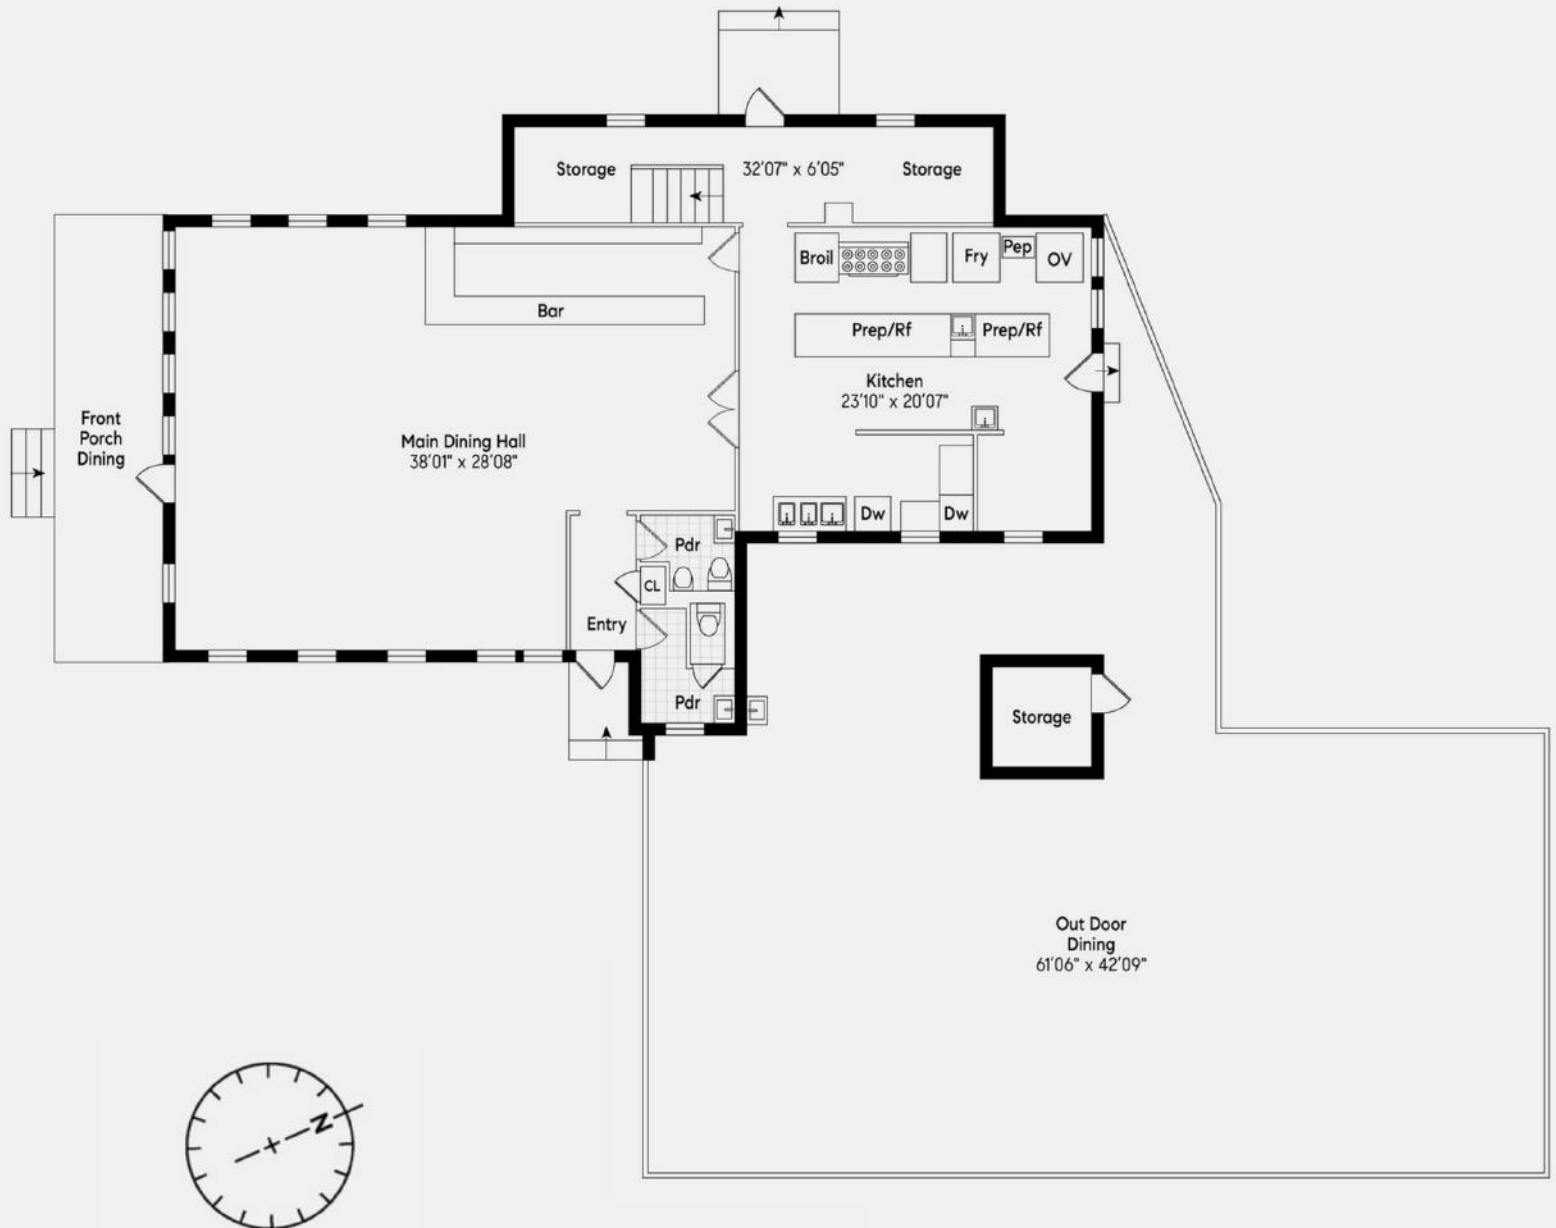 Storage
32'07" x 6'05"
Storage
Broil
Fry
Pep
OV
Bar
Prep/Rf
Prep/Rf
Kitchen
23'10" x 20'07"
Front
Porch
Dining
Main Dining Hall
38'01" x 28'08"
Dw
Dw
Pdr
CL
Entry
Pdr
Storage
Out Door
Dining
61'06" x 42'09"
N